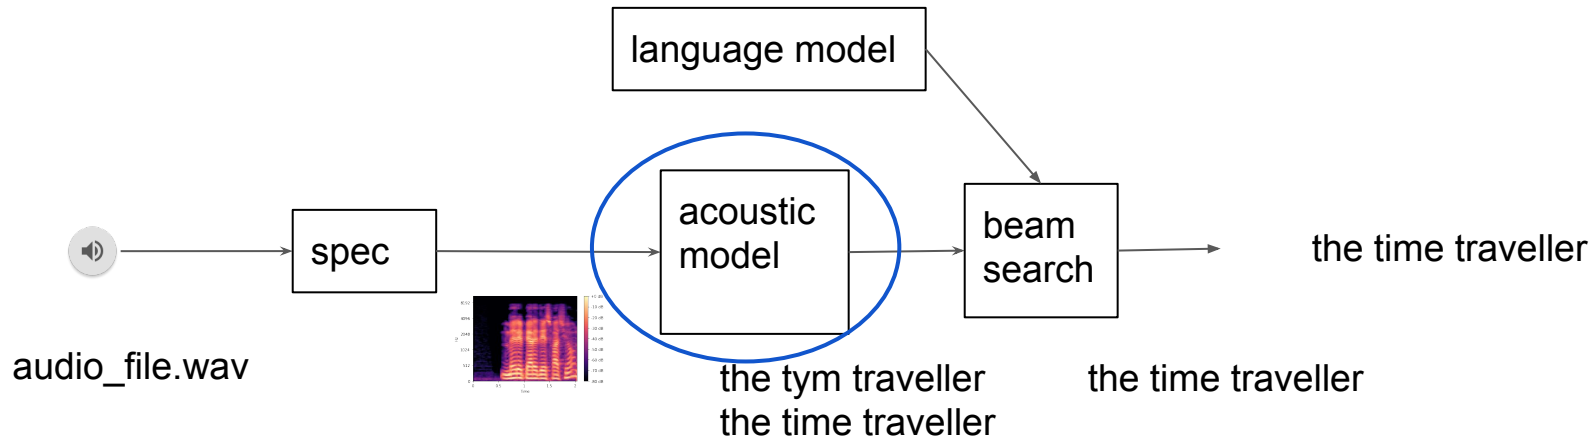 language model
acoustic
model
beam
search
spec
the time traveller
audio_file.wav
the tym traveller
the time traveller
the time traveller